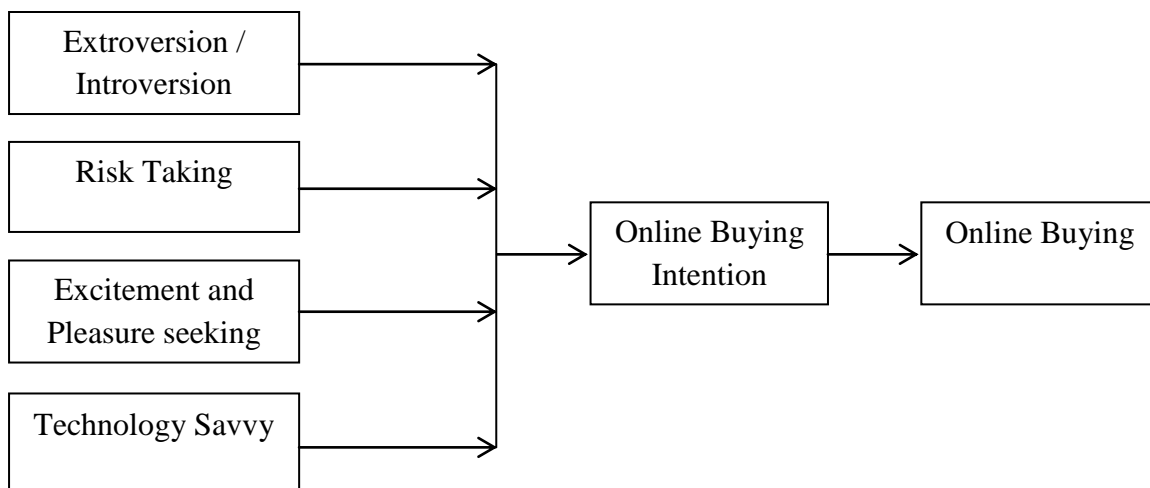 Extroversion /
Introversion
Risk Taking
Excitement and
Pleasure seeking
Technology Savvy
Online Buying
Intention
Online Buying